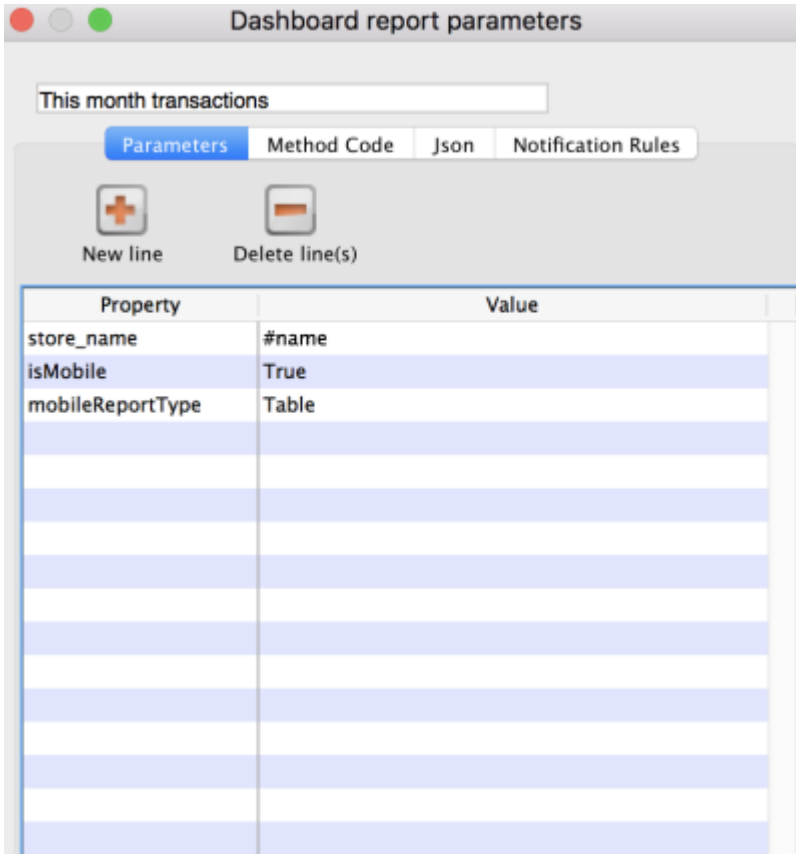 Dashboard report parameters
This month transactions
Parameters Method Code Json Notification Rules
New line Delete line(s)
Property Value
store_name #name
isMobile True
mobileReportType Table